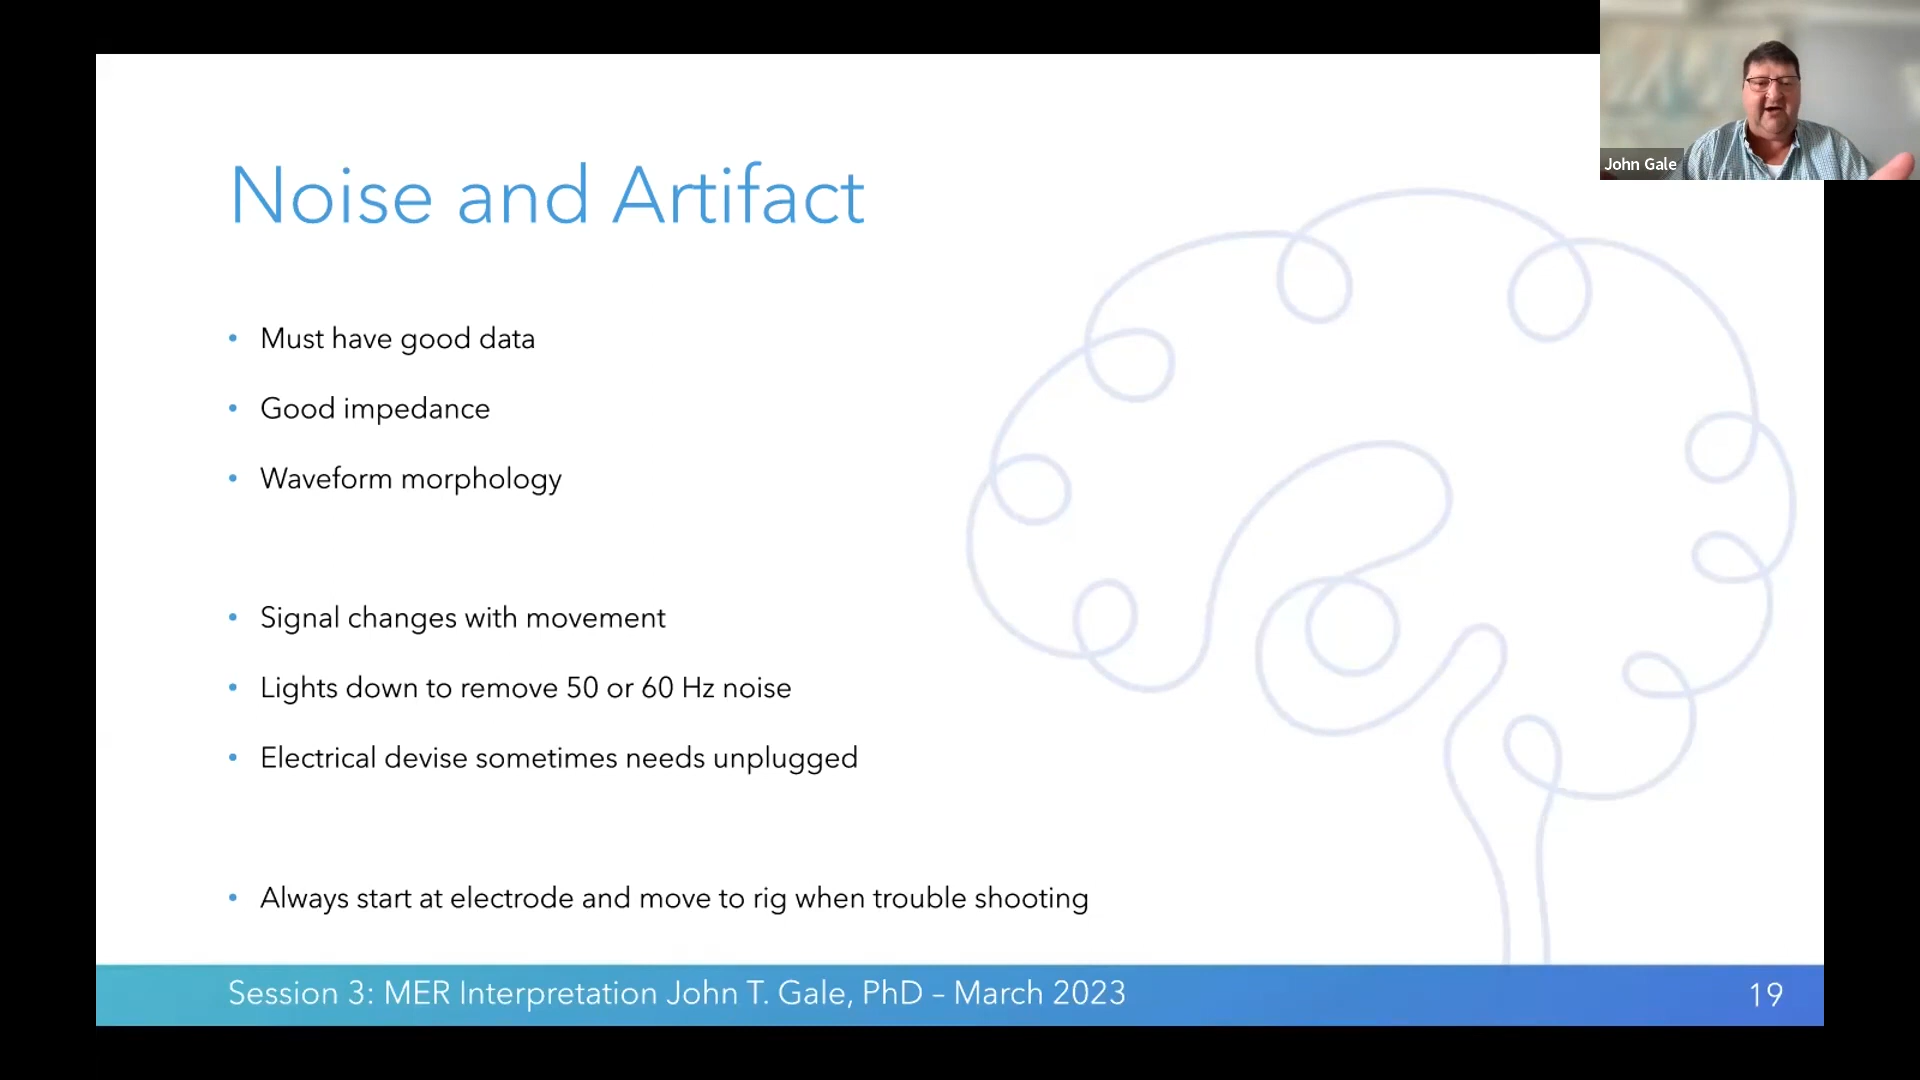 John Gale
Noise and Artifact
• Must have good data
• Good impedance
• Waveform morphology
• Signal changes with movement
• Lights down to remove 50 or 60 Hz noise
• Electrical devise sometimes needs unplugged
• Always start at electrode and move to rig when trouble shooting
Session 3: MER Interpretation John T. Gale, PhD – March 2023
19